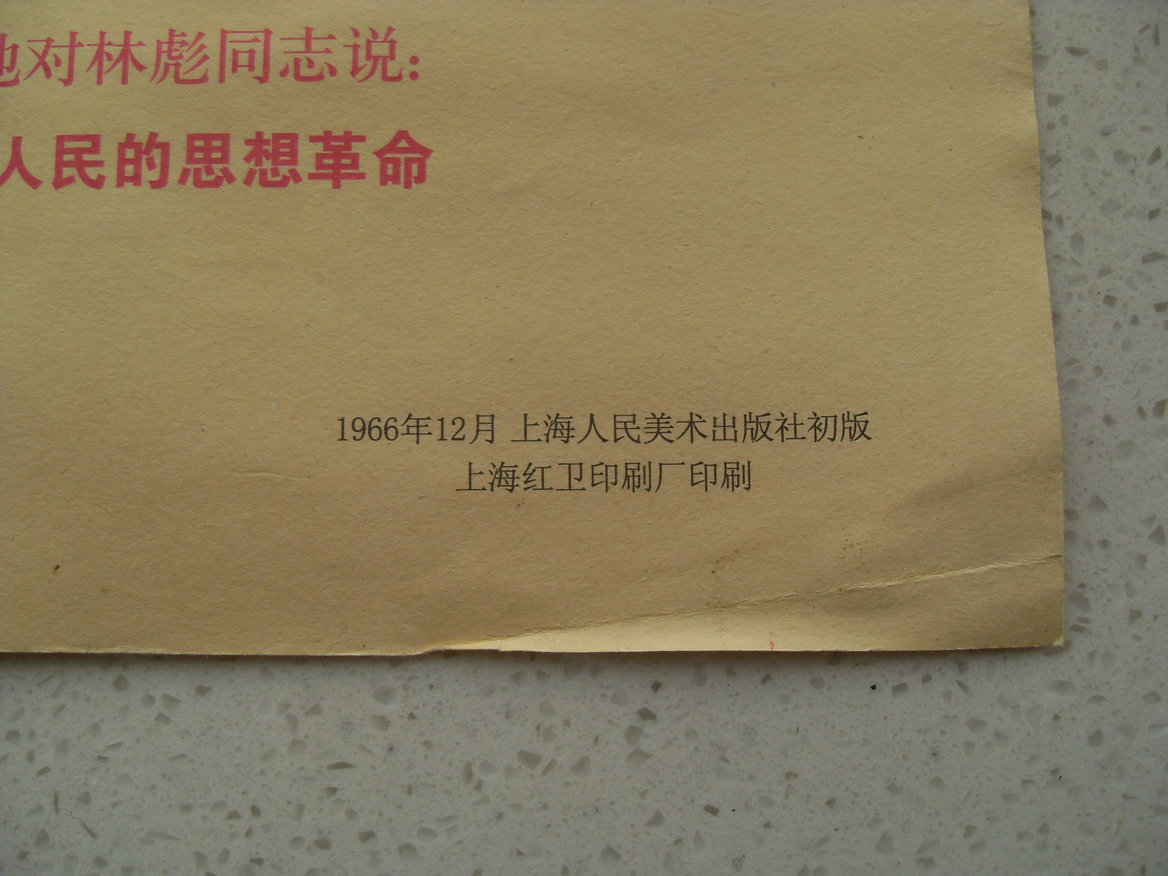 他对林彪同志说:
人民的思想革命
1966年12月 上海人民美术出版社初版
上海红卫印刷厂印刷